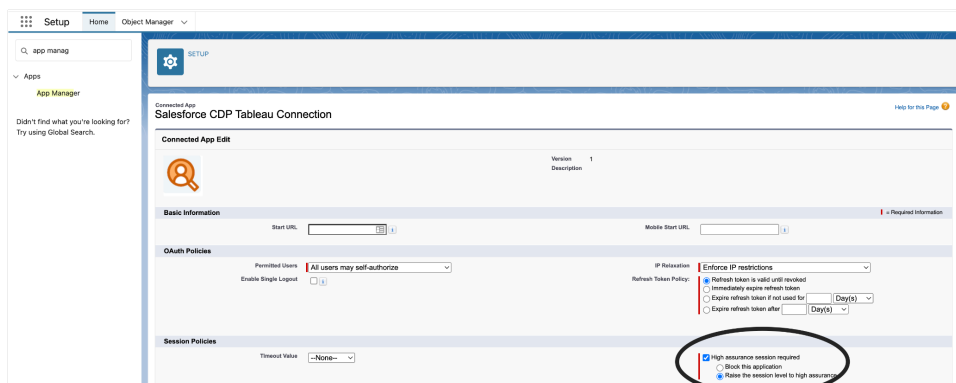 Setup Home Object Manager
app manag
Apps
App Manager
Didn't find what you're looking for?
Try using Global Search.
SETUP
Connected App
Salesforce CDP Tableau Connection
Help for this Page
Connected App Edit
Version 1
Description
Basic Information
= Required Information
Start URL
Mobile Start URL
OAuth Policies
Permitted Users All users may self-authorize
IP Relaxation Enforce IP restrictions
Enable Single Logout
Refresh Token Policy: Refresh token is valid until revoked
Immediately expire refresh token
Expire refresh token if not used for Day(s)
Expire refresh token after Day(s)
Session Policies
Timeout Value --None--
High assurance session required
Block this application
Raise the session level to high assurance